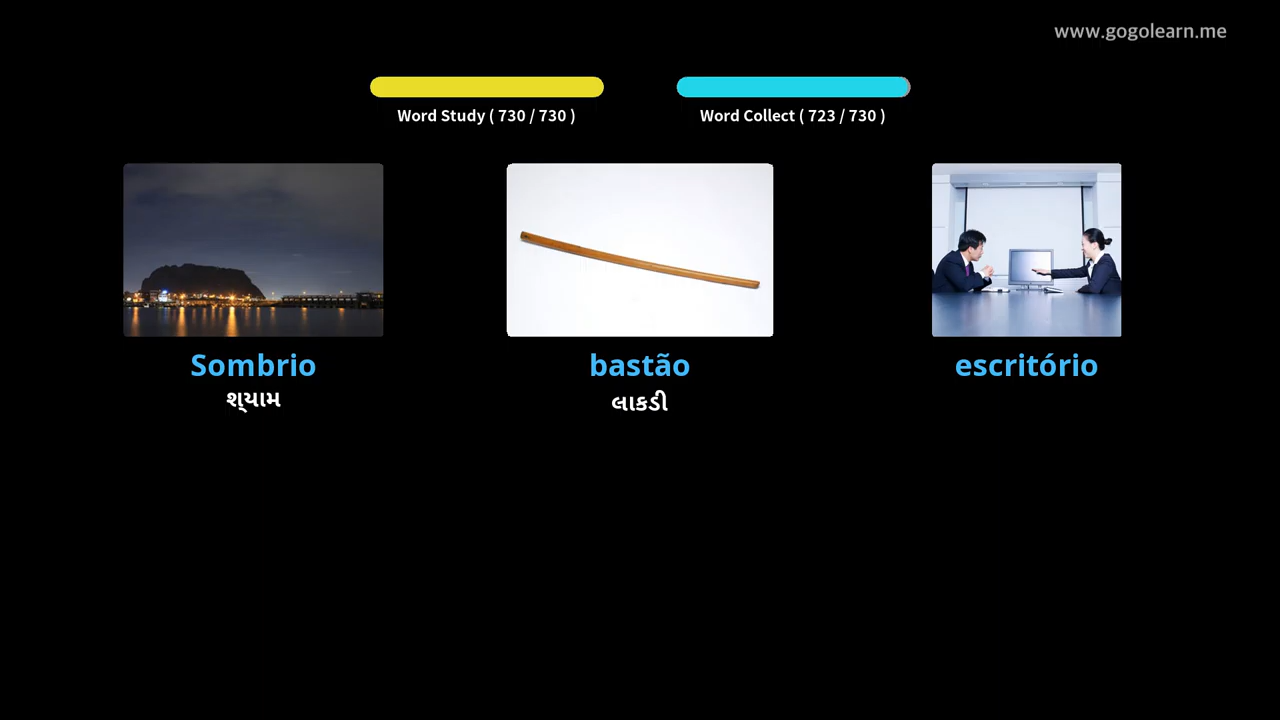 www.gogolearn.me
Word Study ( 730 / 730 )
Word Collect ( 723 / 730 )
Sombrio
શ્યામ
bastão
લાકડી
escritório